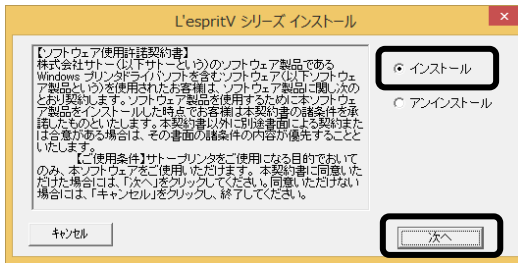 L'espritV シリーズ インストール
【ソフトウェア使用許諾契約書】
株式会社サトー(以下サトーという)のソフトウェア製品である
Windows プリンタドライバソフトを含むソフトウェア(以下ソフトウェ
ア製品という)を使用されたお客様は、ソフトウェア製品に関し次の
とおり契約します。ソフトウェア製品を使用するために本ソフトウェ
ア製品をインストールした時点でお客様は本契約書の諸条件を承
諾したものといたします。本契約書以外に別途書面による契約また
は合意がある場合は、その書面の諸条件の内容が優先することと
いたします。
【ご使用条件】サトープリンタをご使用になる目的でおいて
のみ、本ソフトウェアをご使用いただけます。本契約書に同意いた
だけた場合には、「次へ」をクリックしてください。同意いただけない
場合には、「キャンセル」をクリックし、終了してください。
インストール
アンインストール
キャンセル
次へ